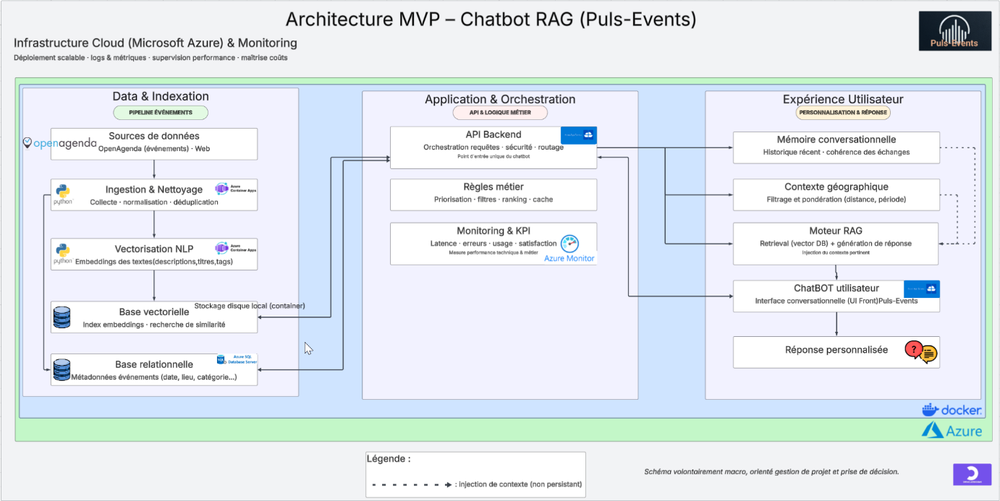 Architecture MVP – Chatbot RAG (Puls-Events)
Puls-Events
Infrastructure Cloud (Microsoft Azure) & Monitoring
Déploiement scalable · logs & métriques · supervision performance · maîtrise coûts
Data & Indexation
PIPELINE ÉVÉNEMENTS
openagenda
Sources de données
OpenAgenda (événements) · Web
python
Ingestion & Nettoyage
Collecte · normalisation · déduplication
Azure
Container Apps
python
Vectorisation NLP
Embeddings des textes(descriptions,titres,tags)
Azure
Container Apps
Stockage disque local (container)
Base vectorielle
Index embeddings · recherche de similarité
Base relationnelle
Métadonnées événements (date, lieu, catégorie...)
Azure SQL
Database Server
Application & Orchestration
API & LOGIQUE MÉTIER
API Backend
Orchestration requêtes · sécurité · routage
Point d'entrée unique du chatbot
Règles métier
Priorisation · filtres · ranking · cache
Monitoring & KPI
Latence · erreurs · usage · satisfaction
Mesure performance technique & métier
Azure Monitor
Expérience Utilisateur
PERSONNALISATION & RÉPONSE
Mémoire conversationnelle
Historique récent · cohérence des échanges
Contexte géographique
Filtrage et pondération (distance, période)
Moteur RAG
Retrieval (vector DB) + génération de réponse
Injection du contexte pertinent
ChatBOT utilisateur
Interface conversationnelle (UI Front)Puls-Events
Réponse personnalisée
?
docker
Azure
Légende :
: injection de contexte (non persistant)
Schéma volontairement macro, orienté gestion de projet et prise de décision.